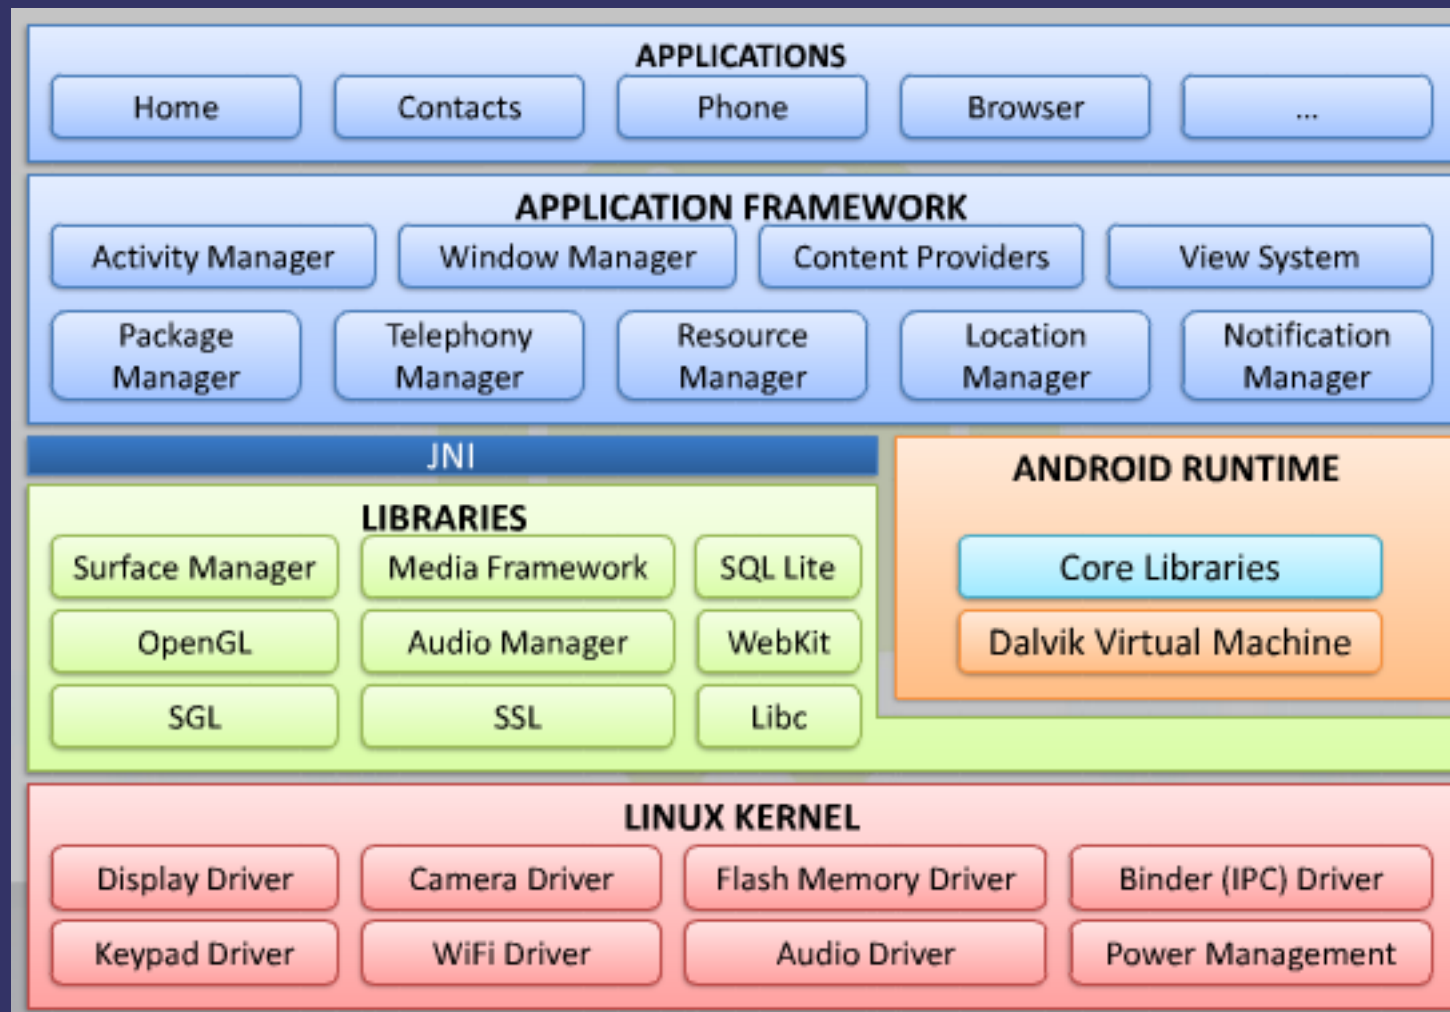 APPLICATIONS
Home
Contacts
Phone
Browser
...
APPLICATION FRAMEWORK
Activity Manager
Window Manager
Content Providers
View System
Package
Manager
Telephony
Manager
Resource
Manager
Location
Manager
Notification
Manager
JNI
LIBRARIES
Surface Manager
Media Framework
SQL Lite
OpenGL
Audio Manager
WebKit
SGL
SSL
Libc
ANDROID RUNTIME
Core Libraries
Dalvik Virtual Machine
LINUX KERNEL
Display Driver
Camera Driver
Flash Memory Driver
Binder (IPC) Driver
Keypad Driver
WiFi Driver
Audio Driver
Power Management